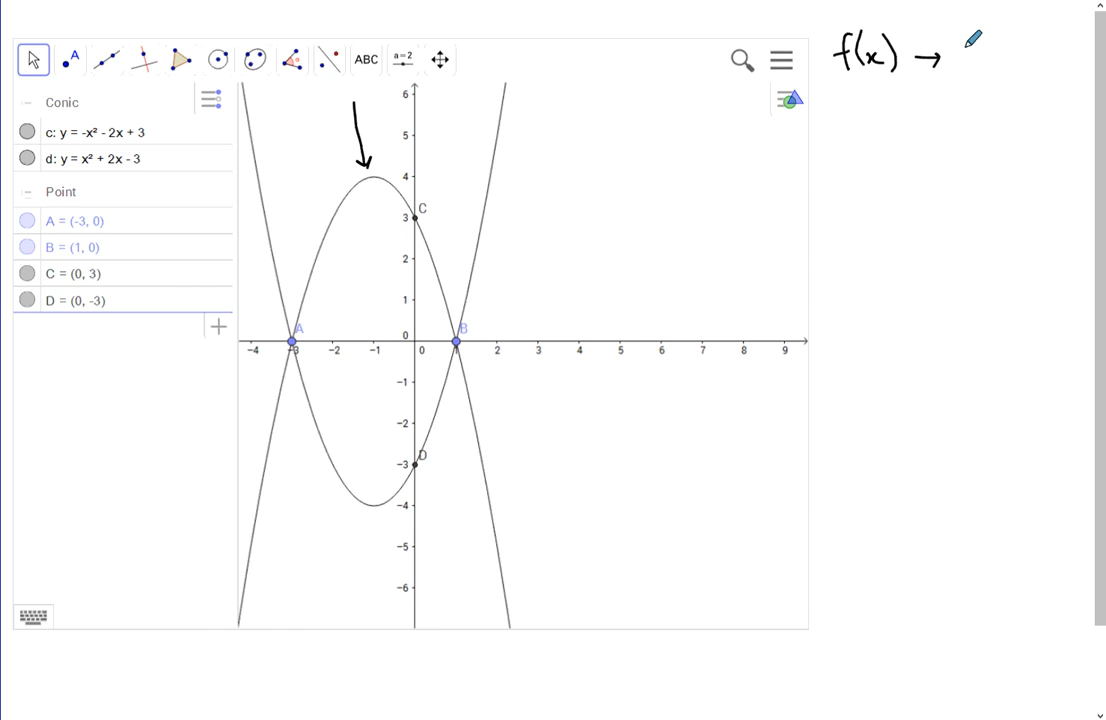 f(x) →
ABC
a=2
A
Conic
c: y = -x² - 2x + 3
d: y = x² + 2x - 3
Point
A = (-3, 0)
B = (1, 0)
C = (0, 3)
D = (0, -3)
6
5
4
3
C
2
1
0
A
B
-4
-3
-2
-1
0
1
2
3
4
5
6
7
8
9
-1
-2
D
-3
-4
-5
-6